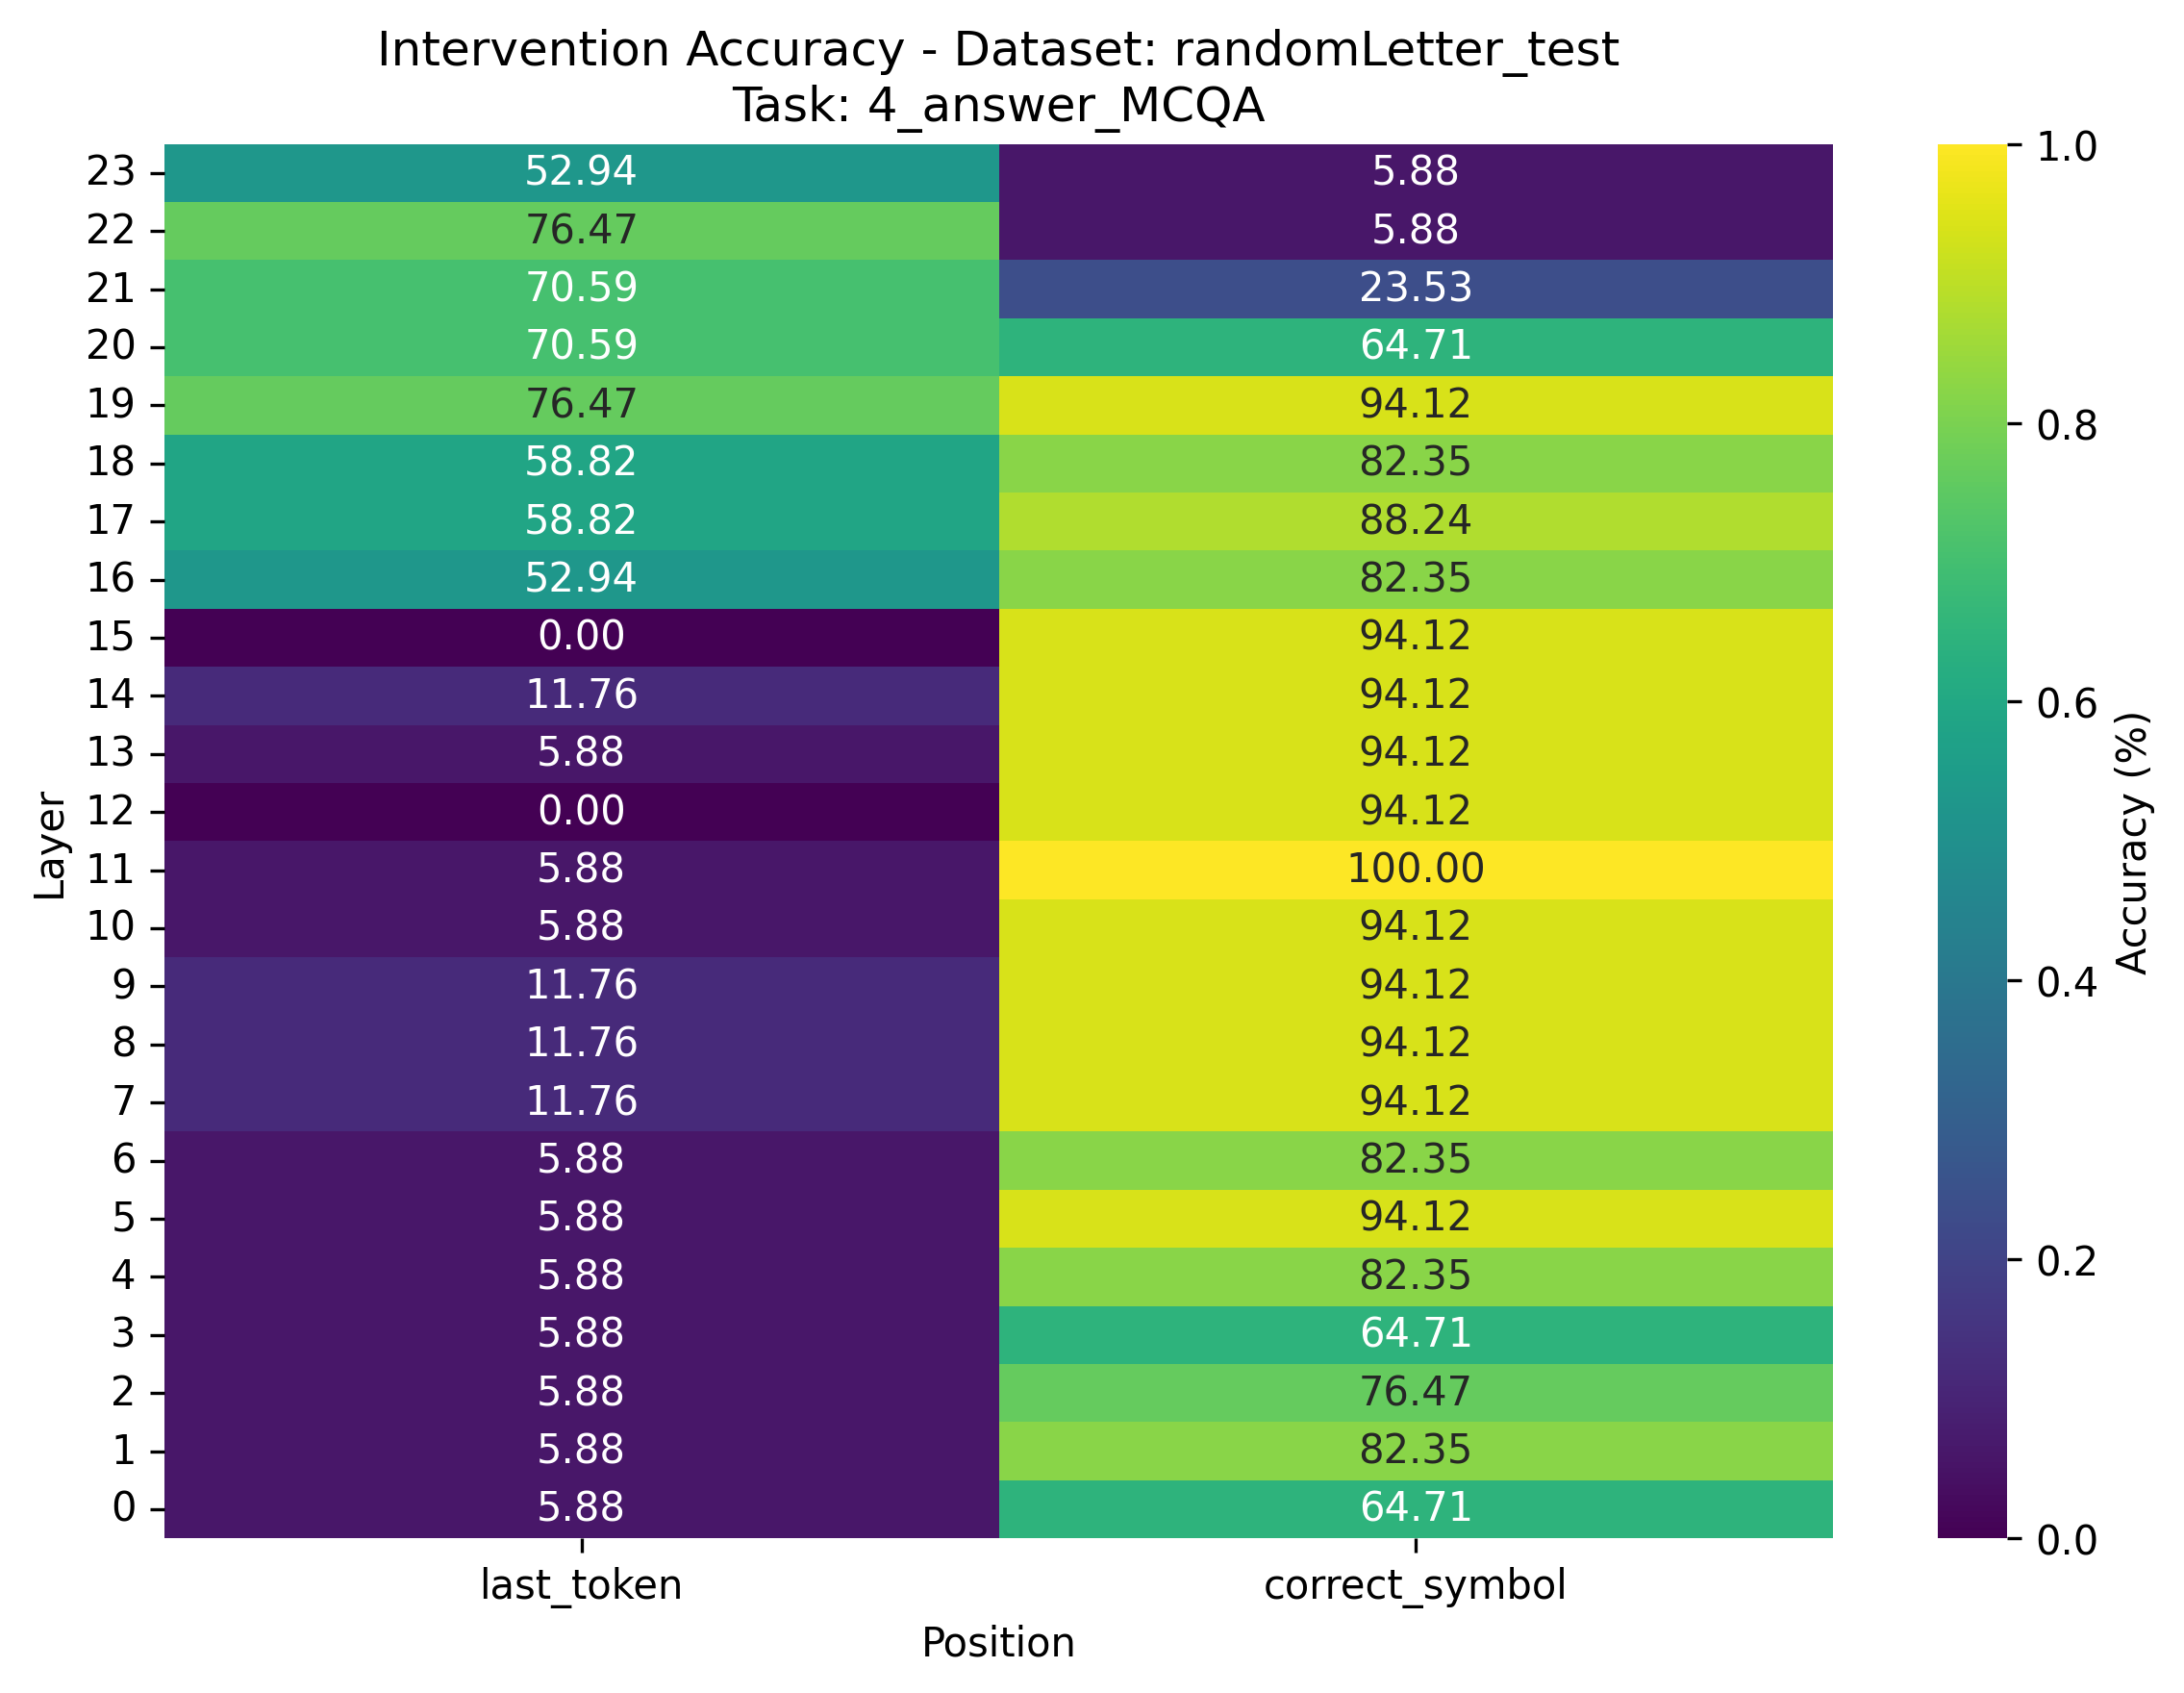 Intervention Accuracy - Dataset: randomLetter_test
Task: 4_answer_MCQA
23 52.94 5.88
22 76.47 5.88
21 70.59 23.53
20 70.59 64.71
19 76.47 94.12
18 58.82 82.35
17 58.82 88.24
16 52.94 82.35
15 0.00 94.12
14 11.76 94.12
13 5.88 94.12
12 0.00 94.12
11 5.88 100.00
10 5.88 94.12
9 11.76 94.12
8 11.76 94.12
7 11.76 94.12
6 5.88 82.35
5 5.88 94.12
4 5.88 82.35
3 5.88 64.71
2 5.88 76.47
1 5.88 82.35
0 5.88 64.71
Layer
last_token correct_symbol
Position
1.0
0.8
0.6
0.4
0.2
0.0
Accuracy (%)